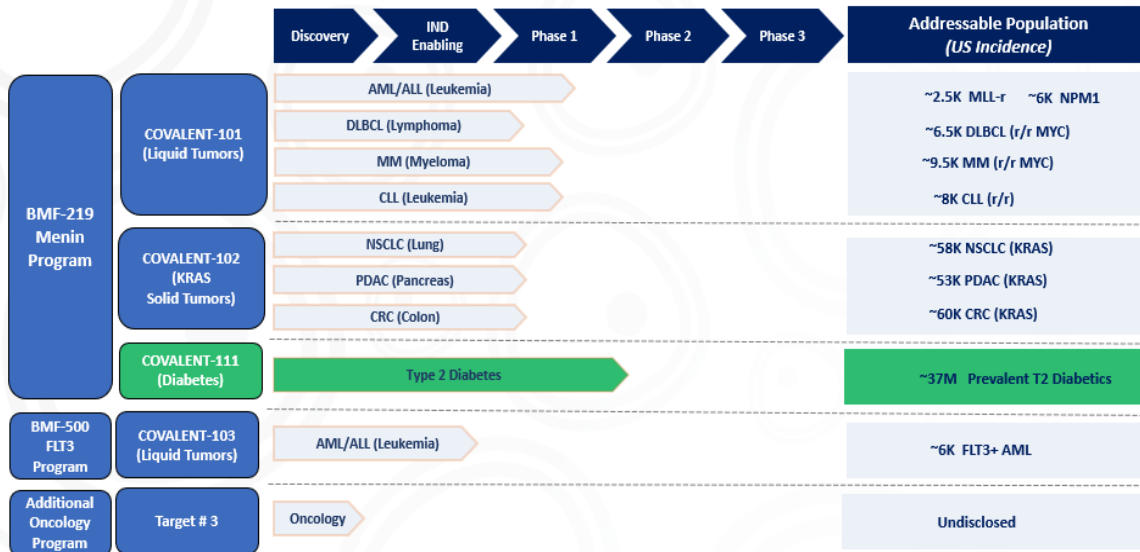 Discovery
IND
Enabling
Phase 1
Phase 2
Phase 3
Addressable Population
(US Incidence)
BMF-219
Menin
Program
COVALENT-101
(Liquid Tumors)
AML/ALL (Leukemia)
~2.5K MLL-r ~6K NPM1
DLBCL (Lymphoma)
~6.5K DLBCL (r/r MYC)
MM (Myeloma)
~9.5K MM (r/r MYC)
CLL (Leukemia)
~8K CLL (r/r)
COVALENT-102
(KRAS
Solid Tumors)
NSCLC (Lung)
~58K NSCLC (KRAS)
PDAC (Pancreas)
~53K PDAC (KRAS)
CRC (Colon)
~60K CRC (KRAS)
COVALENT-111
(Diabetes)
Type 2 Diabetes
~37M Prevalent T2 Diabetics
BMF-500
FLT3
Program
COVALENT-103
(Liquid Tumors)
AML/ALL (Leukemia)
~6K FLT3+ AML
Additional
Oncology
Program
Target # 3
Oncology
Undisclosed